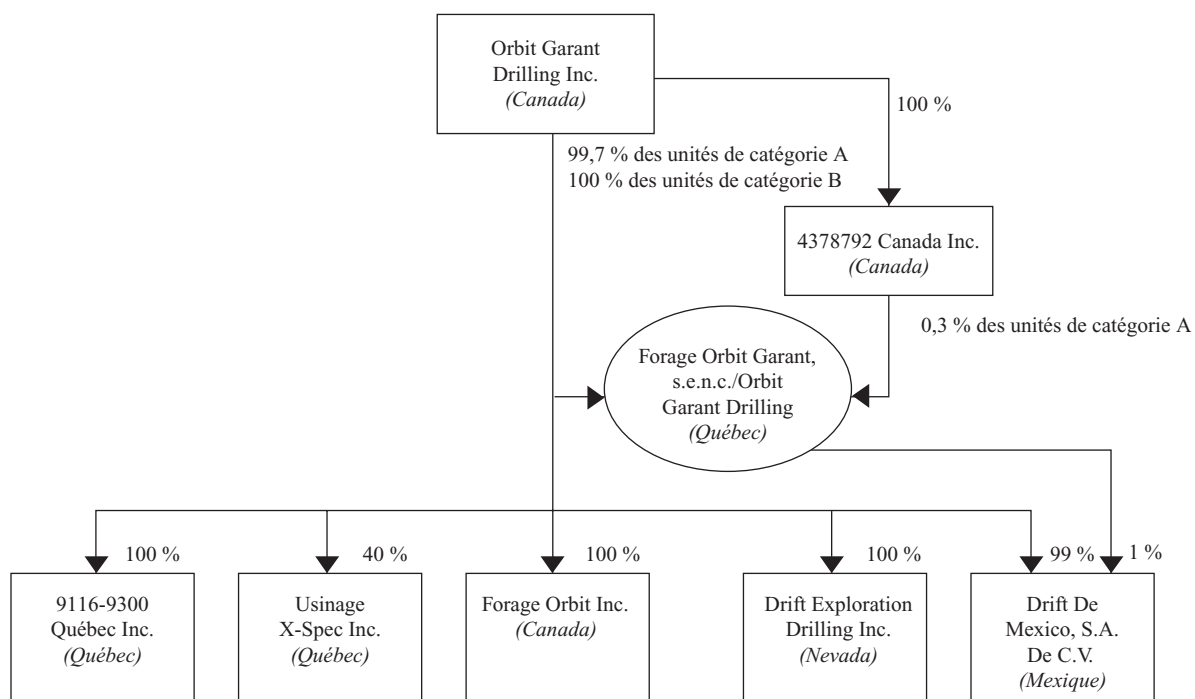 Orbit Garant
Drilling Inc.
(Canada)
100 %
99,7 % des unités de catégorie A
100 % des unités de catégorie B
4378792 Canada Inc.
(Canada)
0,3 % des unités de catégorie A
Forage Orbit Garant,
s.e.n.c./Orbit
Garant Drilling
(Québec)
100 %
40 %
100 %
100 %
99 %
1 %
9116-9300
Québec Inc.
(Québec)
Usinage
X-Spec Inc.
(Québec)
Forage Orbit Inc.
(Canada)
Drift Exploration
Drilling Inc.
(Nevada)
Drift De
Mexico, S.A.
De C.V.
(Mexique)